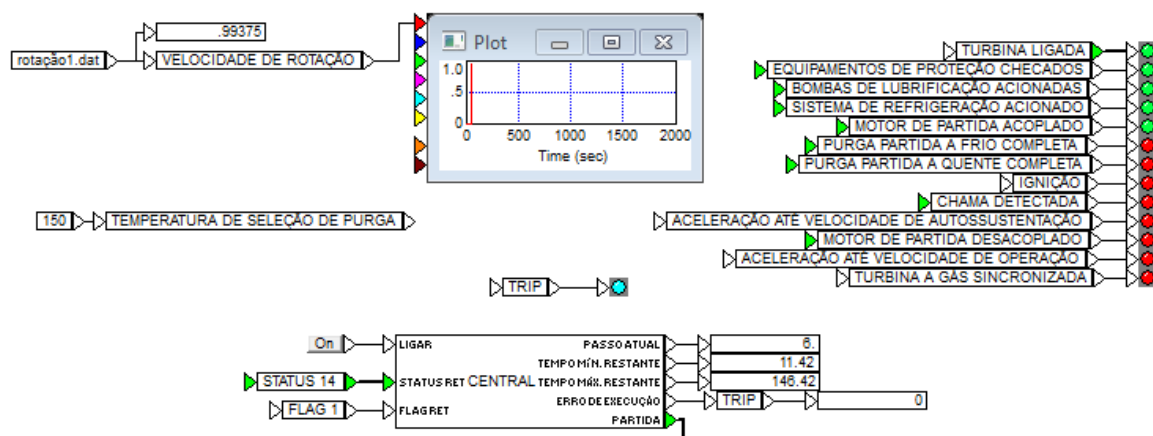 .99375
rotação1.dat
VELOCIDADE DE ROTAÇÃO
Plot
1.0
.5
0
0 500 1000 1500 2000
Time (sec)
TURBINA LIGADA
EQUIPAMENTOS DE PROTEÇÃO CHECADOS
BOMBAS DE LUBRIFICAÇÃO ACIONADAS
SISTEMA DE REFRIGERAÇÃO ACIONADO
MOTOR DE PARTIDA ACOPLADO
PURGA PARTIDA A FRIO COMPLETA
PURGA PARTIDA A QUENTE COMPLETA
IGNIÇÃO
CHAMA DETECTADA
ACELERAÇÃO ATÉ VELOCIDADE DE AUTOSSUSTENTAÇÃO
MOTOR DE PARTIDA DESACOPLADO
ACELERAÇÃO ATÉ VELOCIDADE DE OPERAÇÃO
TURBINA A GÁS SINCRONIZADA
150
TEMPERATURA DE SELEÇÃO DE PURGA
TRIP
On
LIGAR
PASSO ATUAL
6.
TEMPO MÍN. RESTANTE
11.42
STATUS 14
STATUS RET
CENTRAL
TEMPO MÁX. RESTANTE
146.42
ERRO DE EXECUÇÃO
TRIP
0
FLAG 1
FLAG RET
PARTIDA